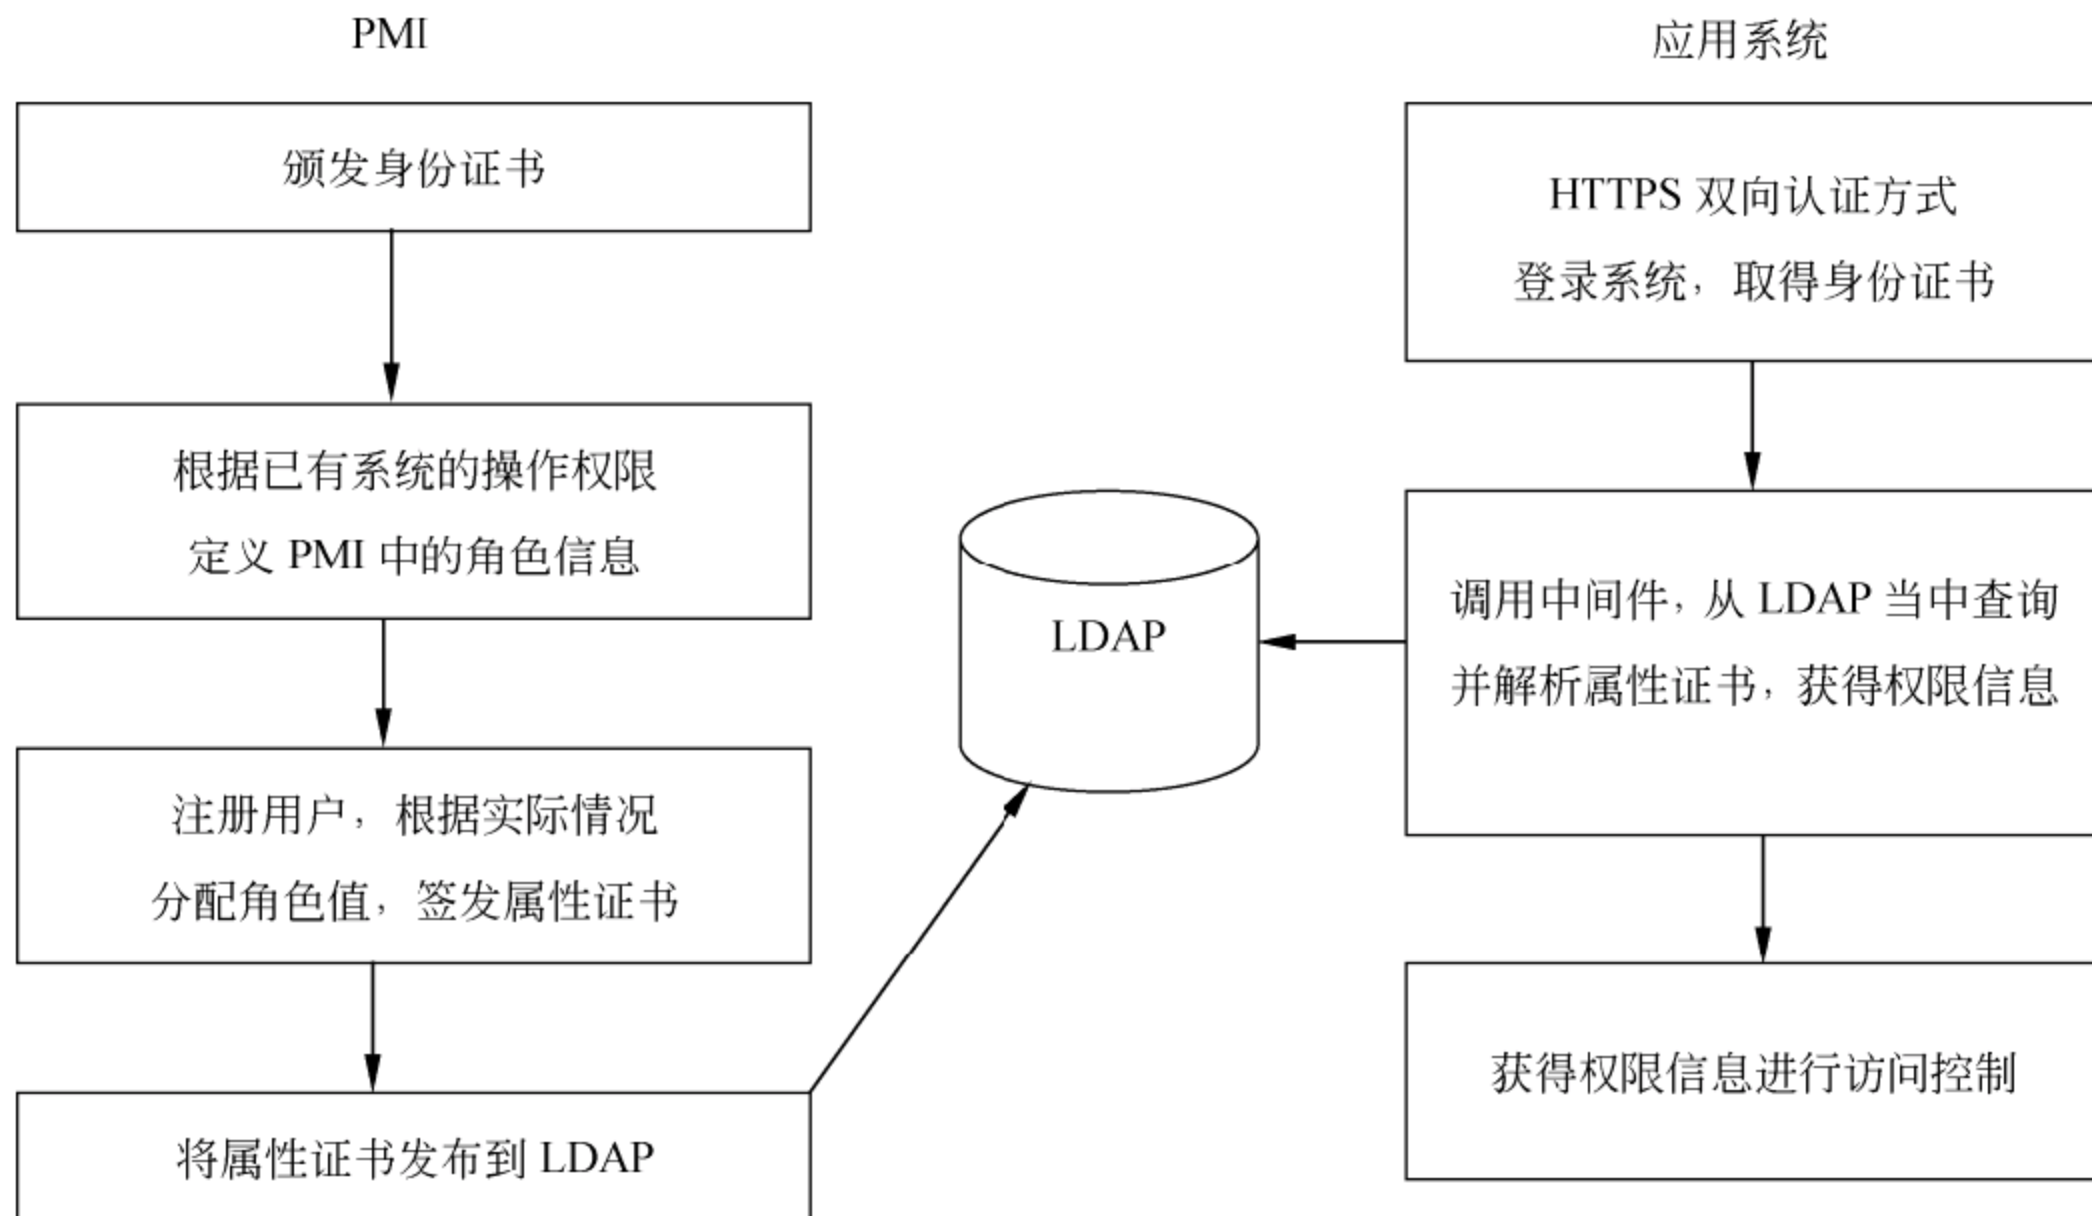 PMI
颁发身份证书
根据已有系统的操作权限
定义 PMI 中的角色信息
注册用户，根据实际情况
分配角色值，签发属性证书
将属性证书发布到 LDAP
LDAP
应用系统
HTTPS 双向认证方式
登录系统，取得身份证书
调用中间件，从 LDAP 当中查询
并解析属性证书，获得权限信息
获得权限信息进行访问控制